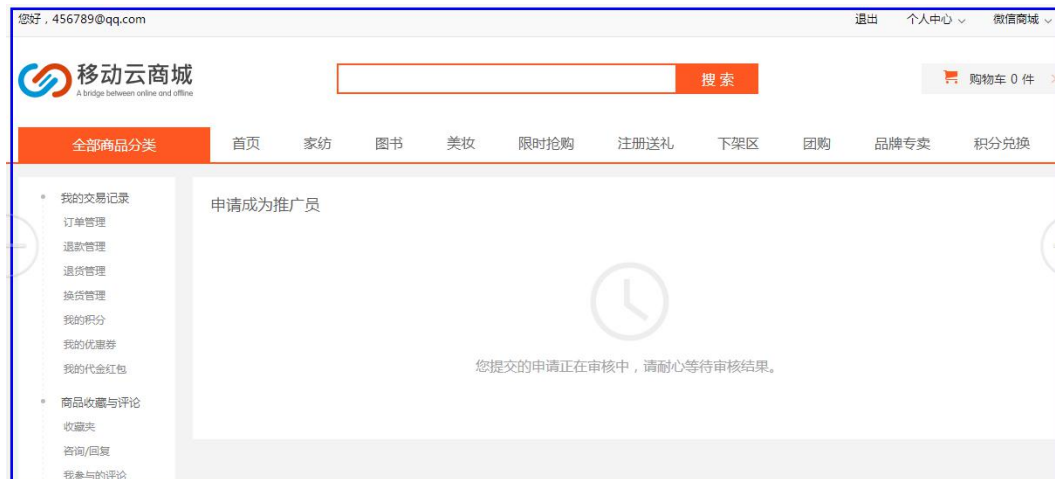 您好，456789@qq.com
退出 个人中心 微信商城
移动云商城
A bridge between online and offline
搜索
购物车 0 件
全部商品分类 首页 家纺 图书 美妆 限时抢购 注册送礼 下架区 团购 品牌专卖 积分兑换
我的交易记录
订单管理
退款管理
退货管理
换货管理
我的积分
我的优惠券
我的代金红包
商品收藏与评论
收藏夹
咨询/回复
我参与的评论
申请成为推广员
您提交的申请正在审核中，请耐心等待审核结果。